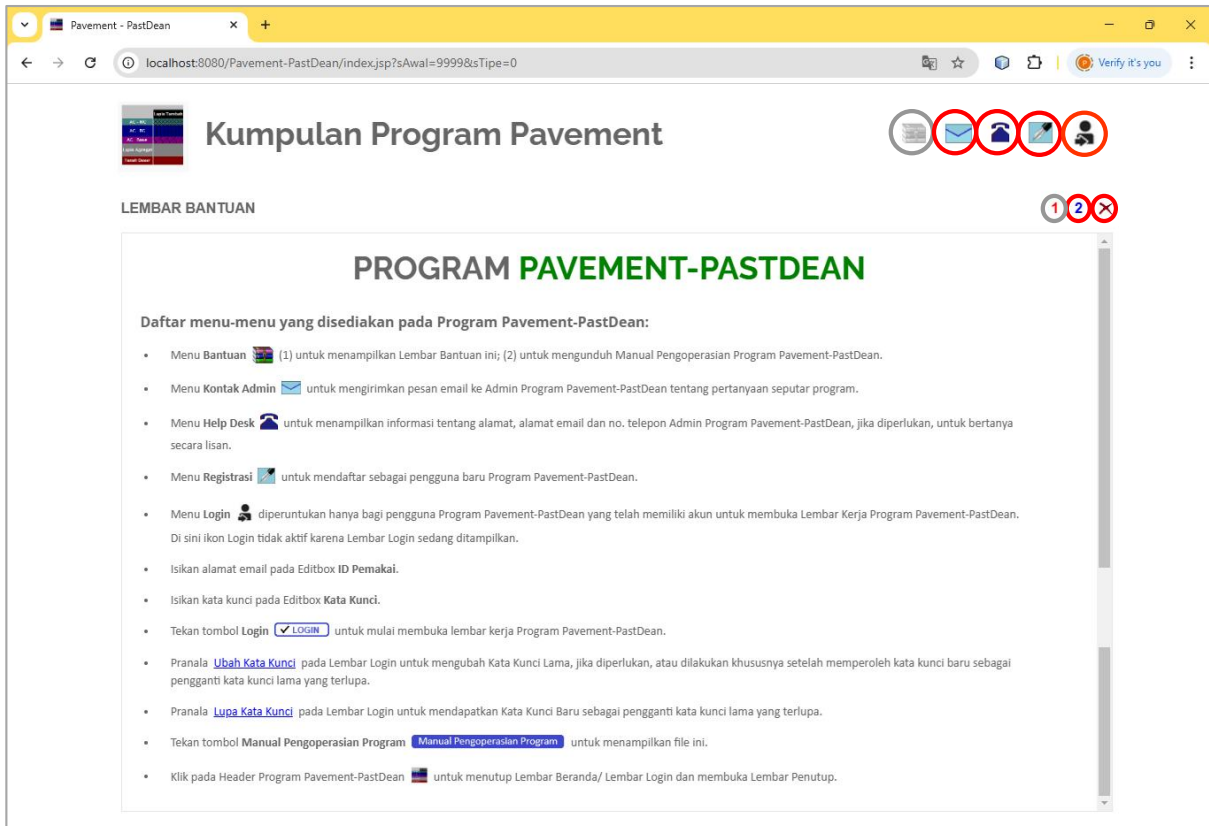 Pavement - PastDean
localhost:8080/Pavement-PastDean/index.jsp?sAwal=9999&sTipe=0
Verify it's you
Lapis Tambah
AC - WC
AC - BC
AC - Base
Lapis Agregat
Tanah Dasar
Kumpulan Program Pavement
LEMBAR BANTUAN
1 2
PROGRAM PAVEMENT-PASTDEAN
Daftar menu-menu yang disediakan pada Program Pavement-PastDean:
• Menu Bantuan (1) untuk menampilkan Lembar Bantuan ini; (2) untuk mengunduh Manual Pengoperasian Program Pavement-PastDean.
• Menu Kontak Admin untuk mengirimkan pesan email ke Admin Program Pavement-PastDean tentang pertanyaan seputar program.
• Menu Help Desk untuk menampilkan informasi tentang alamat, alamat email dan no. telepon Admin Program Pavement-PastDean, jika diperlukan, untuk bertanya
secara lisan.
• Menu Registrasi untuk mendaftar sebagai pengguna baru Program Pavement-PastDean.
• Menu Login diperuntukan hanya bagi pengguna Program Pavement-PastDean yang telah memiliki akun untuk membuka Lembar Kerja Program Pavement-PastDean.
Di sini ikon Login tidak aktif karena Lembar Login sedang ditampilkan.
• Isikan alamat email pada Editbox ID Pemakai.
• Isikan kata kunci pada Editbox Kata Kunci.
• Tekan tombol Login LOGIN untuk mulai membuka lembar kerja Program Pavement-PastDean.
• Pranala Ubah Kata Kunci pada Lembar Login untuk mengubah Kata Kunci Lama, jika diperlukan, atau dilakukan khususnya setelah memperoleh kata kunci baru sebagai
pengganti kata kunci lama yang terlupa.
• Pranala Lupa Kata Kunci pada Lembar Login untuk mendapatkan Kata Kunci Baru sebagai pengganti kata kunci lama yang terlupa.
• Tekan tombol Manual Pengoperasian Program Manual Pengoperasian Program untuk menampilkan file ini.
• Klik pada Header Program Pavement-PastDean untuk menutup Lembar Beranda/ Lembar Login dan membuka Lembar Penutup.